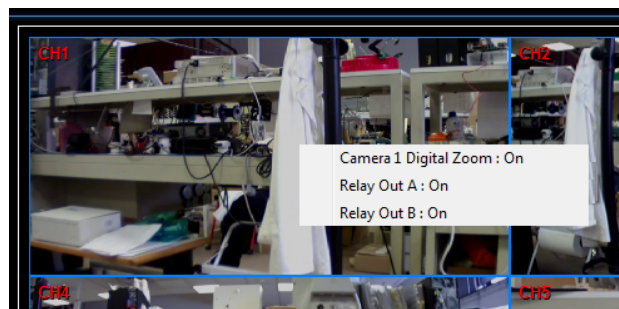 CH1
CH2
Camera 1 Digital Zoom : On
Relay Out A : On
Relay Out B : On
CH4
CH5